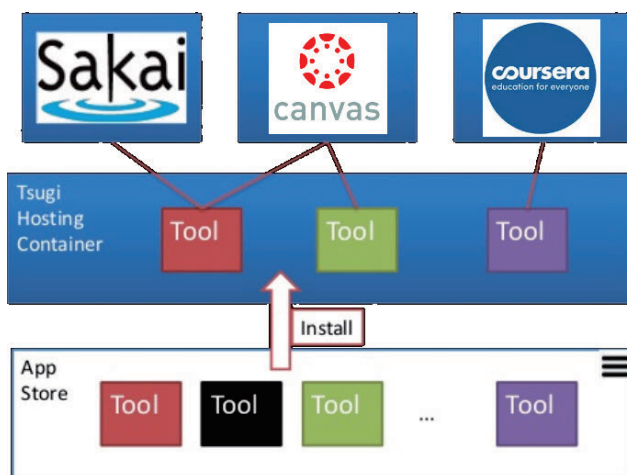 Sakai
canvas
coursera
education for everyone
Tsugi
Hosting
Container
Tool
Tool
Tool
Install
App
Store
Tool
Tool
Tool
...
Tool